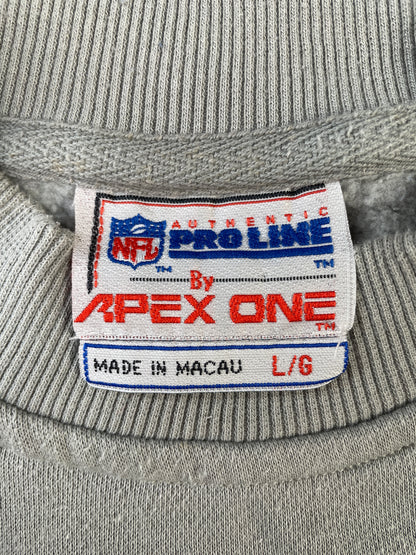 AUTHENTIC
NFL PRO LINE
TM TM
By
APEX ONE
TM
MADE IN MACAU L/G